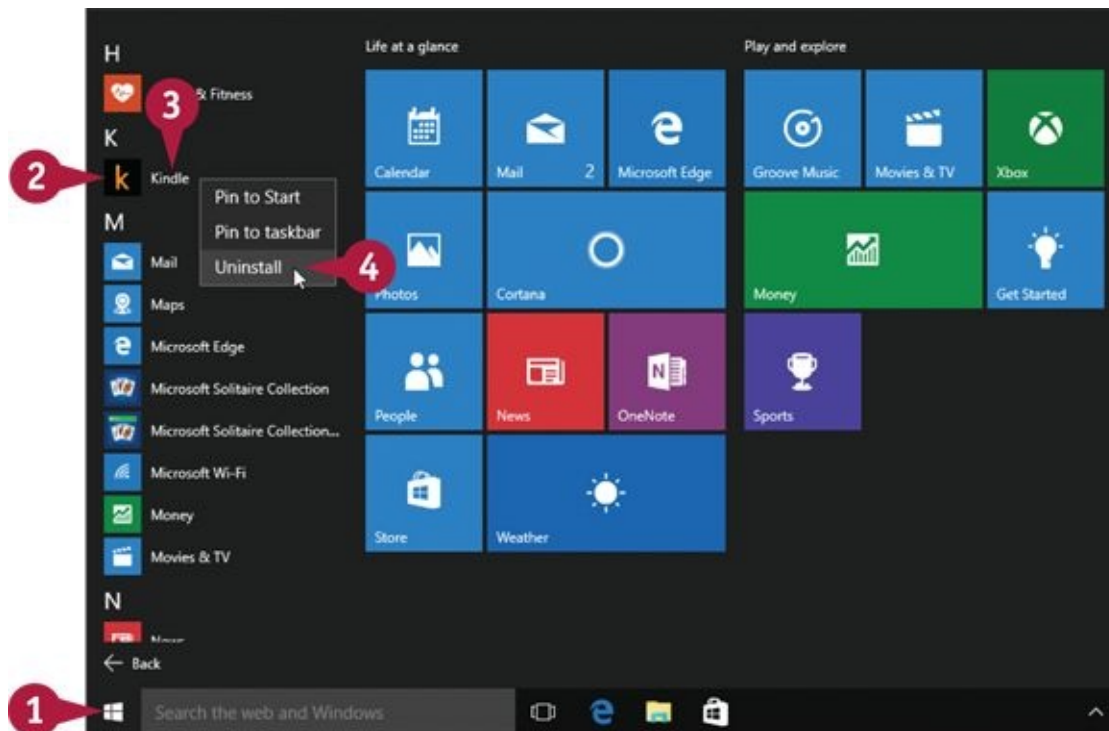 H
& Fitness
3
K
2
k
Kindle
Pin to Start
Pin to taskbar
Uninstall
4
M
Mail
Maps
Microsoft Edge
Microsoft Solitaire Collection
Microsoft Solitaire Collection...
Microsoft Wi-Fi
Money
Movies & TV
N
News
Back
Life at a glance
Calendar
Mail 2
Microsoft Edge
Photos
Cortana
People
News
N
OneNote
Store
Weather
Play and explore
Groove Music
Movies & TV
Xbox
Money
Get Started
Sports
1
Search the web and Windows